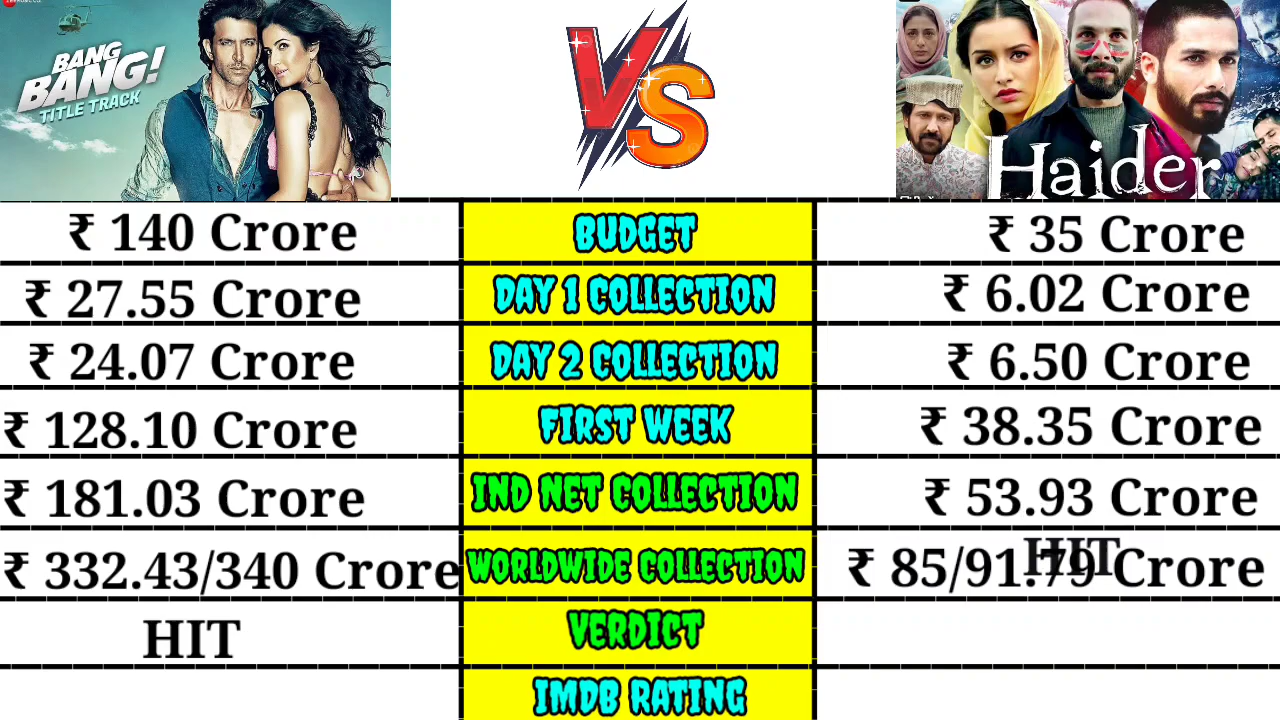 BANG
BANG!
TITLE TRACK
VS
Haider
₹ 140 Crore BUDGET ₹ 35 Crore
₹ 27.55 Crore DAY 1 COLLECTION ₹ 6.02 Crore
₹ 24.07 Crore DAY 2 COLLECTION ₹ 6.50 Crore
₹ 128.10 Crore FIRST WEEK ₹ 38.35 Crore
₹ 181.03 Crore IND NET COLLECTION ₹ 53.93 Crore
HIT
₹ 332.43/340 Crore WORLDWIDE COLLECTION ₹ 85/91.79 Crore
HIT VERDICT
IMDB RATING